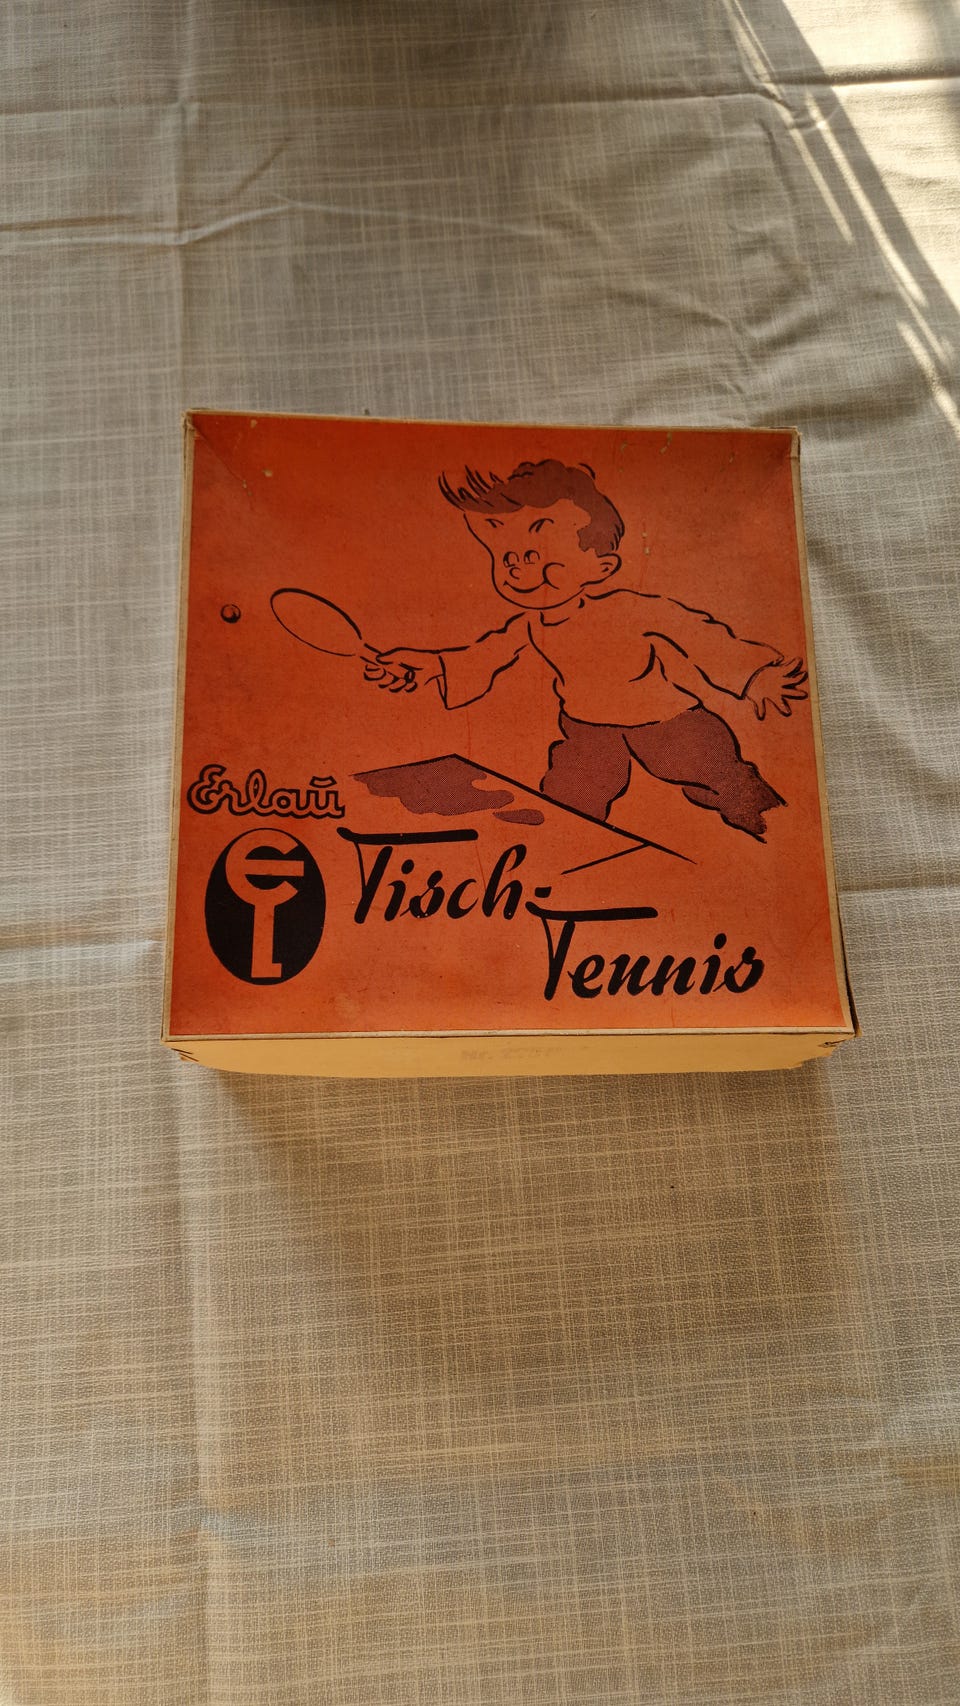 Erlau
EL
Tisch-
Tennis